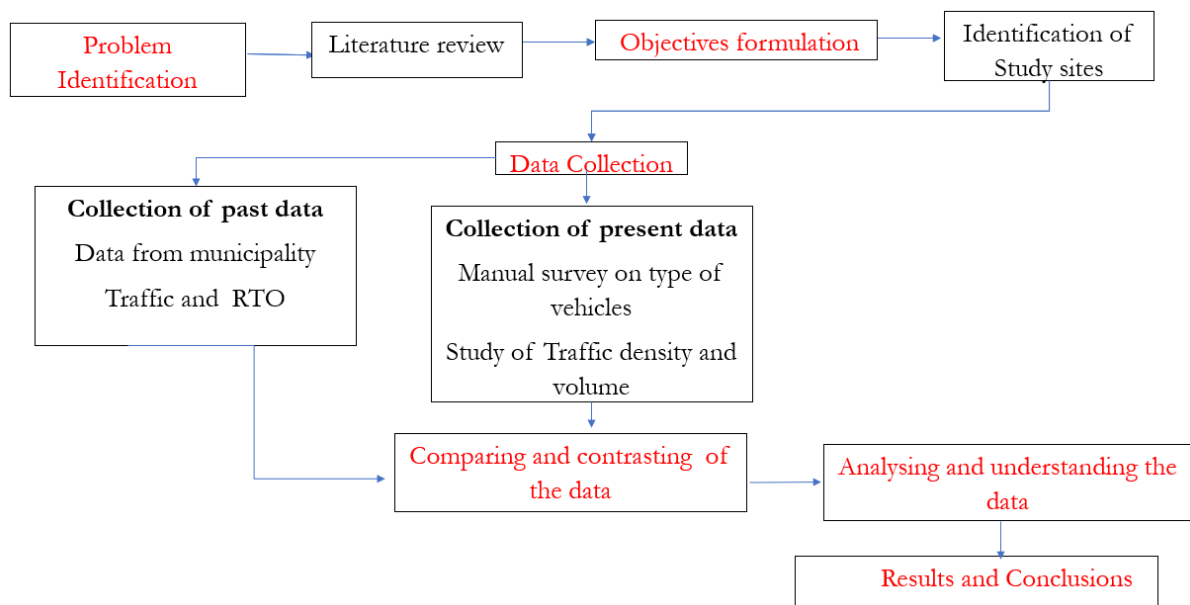 Problem
Identification
Literature review
Objectives formulation
Identification of
Study sites
Data Collection
Collection of past data
Data from municipality
Traffic and RTO
Collection of present data
Manual survey on type of
vehicles
Study of Traffic density and
volume
Comparing and contrasting of
the data
Analysing and understanding the
data
Results and Conclusions